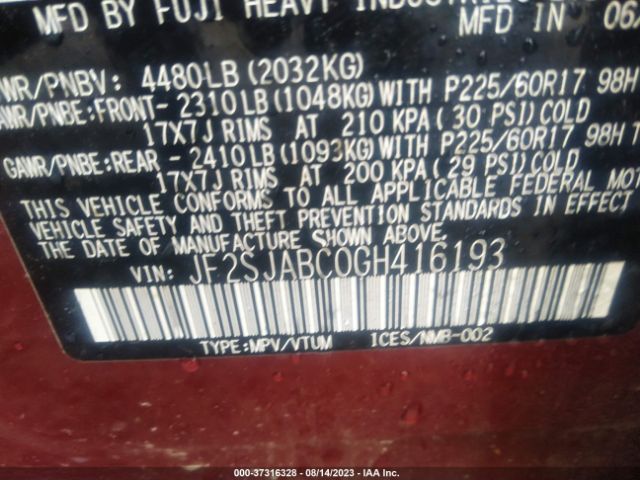 MFD BY FUJI HEAVY
MFD IN 06
GVWR/PNBV: 4480LB (2032KG)
GAWR/PNBE:FRONT- 2310LB(1048KG)WITH P225/60R17 98H
17X7J RIMS AT 210 KPA( 30 PSI)COLD
GAWR/PNBE:REAR - 2410LB(1093KG)WITH P225/60R17 98H T
17X7J RIMS AT 200 KPA( 29 PSI)COLD
THIS VEHICLE CONFORMS TO ALL APPLICABLE FEDERAL MOT
VEHICLE SAFETY AND THEFT PREVENTION STANDARDS IN EFFECT
THE DATE OF MANUFACTURE SHOWN ABOVE.
VIN: JF2SJABC0GH416193
TYPE:MPV/VTUM ICES/NMB-002
000-37316328 - 08/14/2023 - IAA Inc.